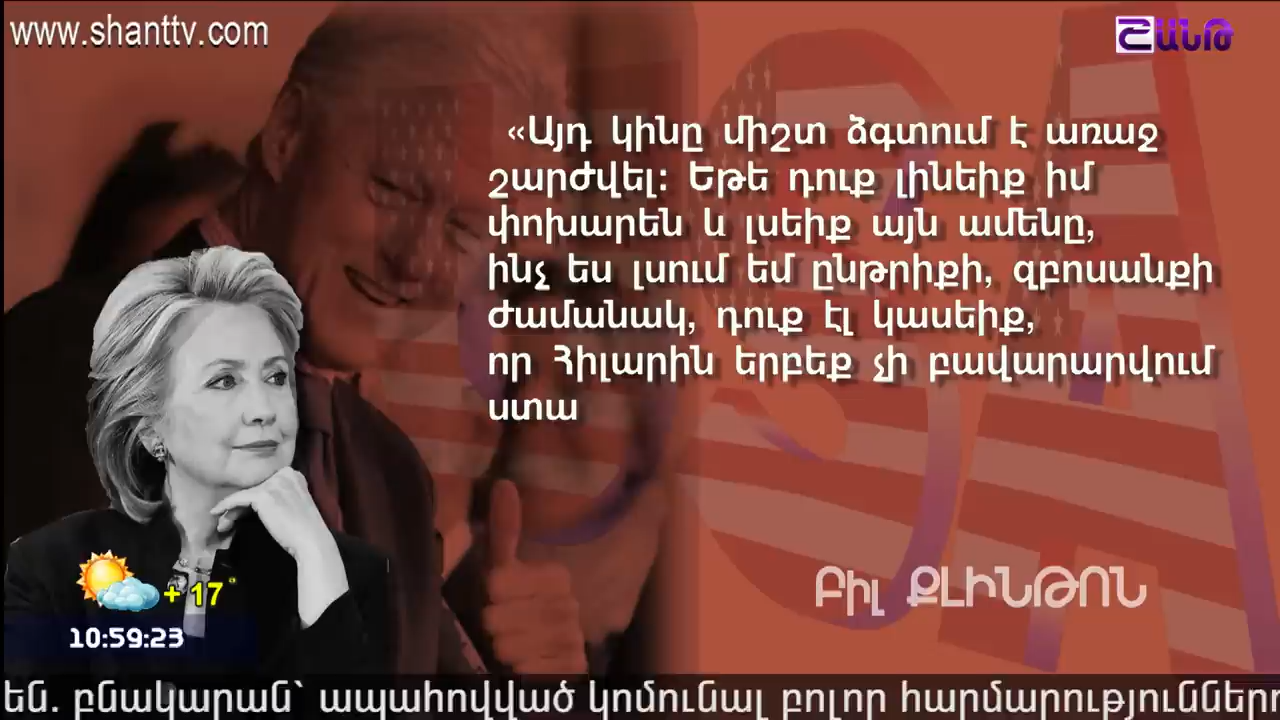 www.shanttv.com
ՇԱՆԹ
«Այդ կինը միշտ ձգտում է առաջ
շարժվել: Եթե դուք լինեիք իմ
փոխարեն և լսեիք այն ամենը,
ինչ ես լսում եմ ընթրիքի, զբոսանքի
ժամանակ, դուք էլ կասեիք,
որ Հիլարին երբեք չի բավարարվում
ստա
Բիլ ՔԼԻՆԹՈՆ
+ 17°
10:59:23
են. բնակարան՝ ապահովված կոմունալ բոլոր հարմարություններո